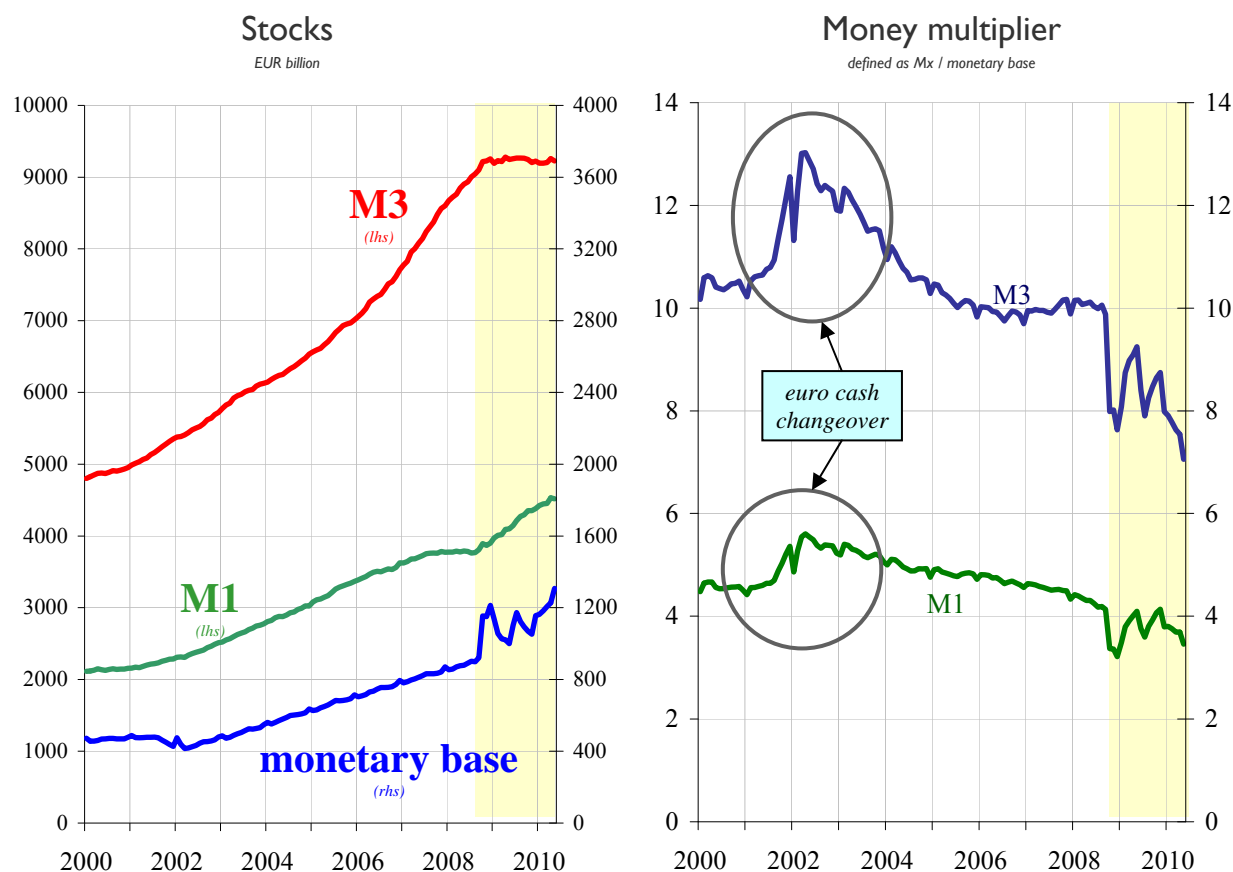 Stocks
EUR billion
10000
9000
8000
7000
6000
5000
4000
3000
2000
1000
0
4000
3600
3200
2800
2400
2000
1600
1200
800
400
0
M3
(lhs)
M1
(lhs)
monetary base
(rhs)
2000 2002 2004 2006 2008 2010
Money multiplier
defined as Mx / monetary base
14
12
10
8
6
4
2
0
14
12
10
8
6
4
2
0
M3
euro cash
changeover
M1
2000 2002 2004 2006 2008 2010